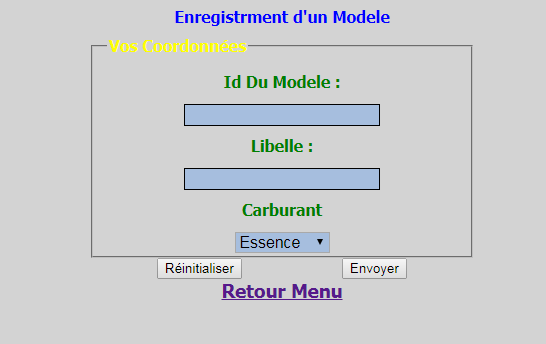 Enregistrment d'un Modele
Vos Coordonnées
Id Du Modele :
Libelle :
Carburant
Essence
Réinitialiser Envoyer
Retour Menu